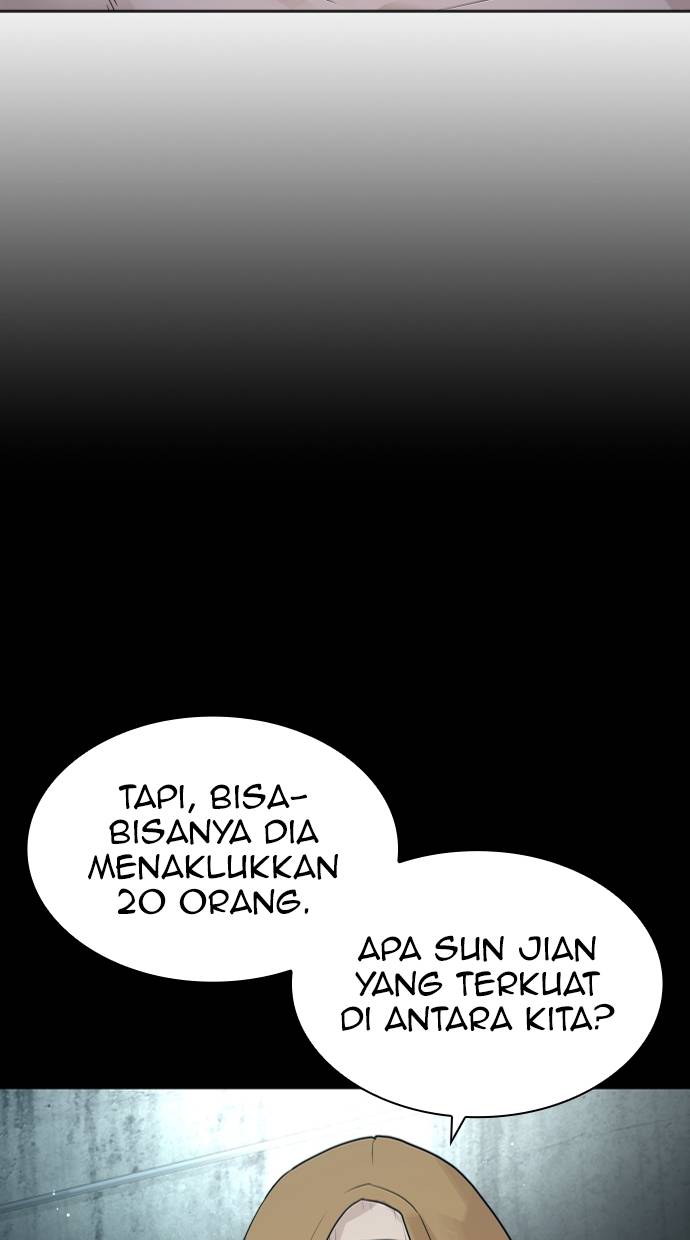 TAPI, BISA-
BISANYA DIA
MENAKLUKKAN
20 ORANG.
APA SUN JIAN
YANG TERKUAT
DI ANTARA KITA?